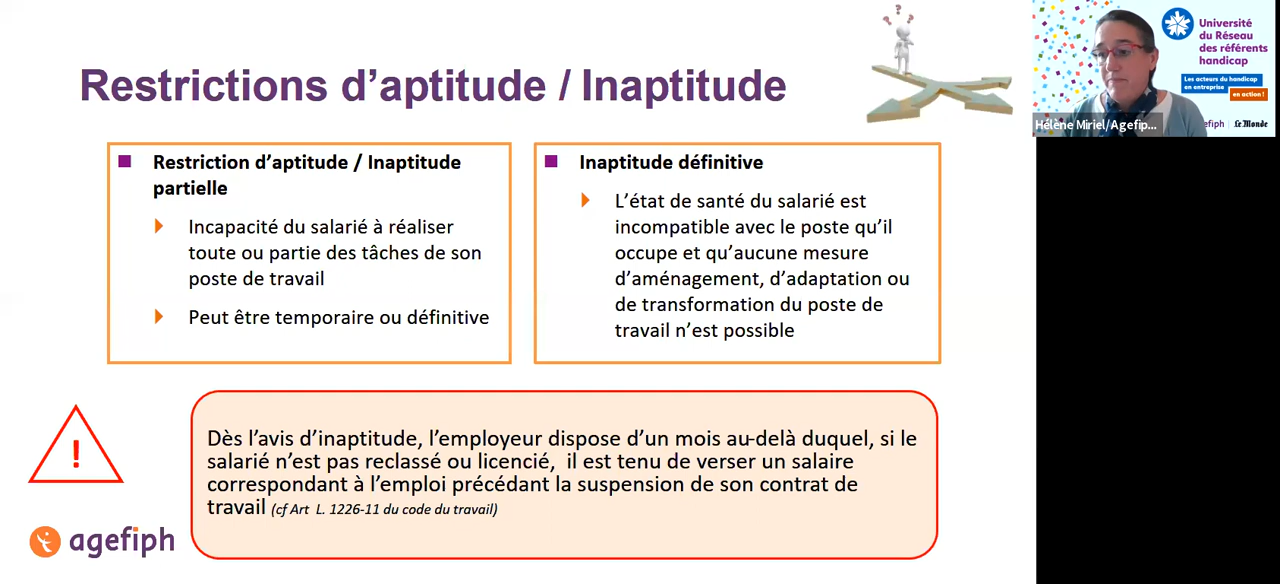 Restrictions d'aptitude / Inaptitude
Restriction d'aptitude / Inaptitude
partielle
Incapacité du salarié à réaliser
toute ou partie des tâches de son
poste de travail
Peut être temporaire ou définitive
Inaptitude définitive
L'état de santé du salarié est
incompatible avec le poste qu'il
occupe et qu'aucune mesure
d'aménagement, d'adaptation ou
de transformation du poste de
travail n'est possible
!
Dès l'avis d'inaptitude, l'employeur dispose d'un mois au-delà duquel, si le
salarié n'est pas reclassé ou licencié, il est tenu de verser un salaire
correspondant à l'emploi précédant la suspension de son contrat de
travail (cf Art L. 1226-11 du code du travail)
agefiph
Université
du Réseau
des référents
handicap
Les acteurs du handicap
en entreprise
en action !
efiph | Le Monde
Hélène Miriel/Agefip...